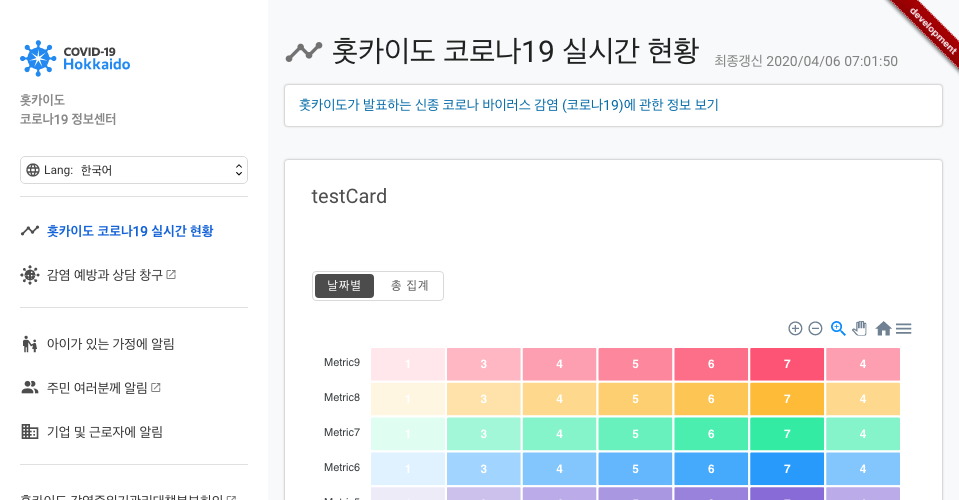 COVID-19
Hokkaido
홋카이도
코로나19 정보센터
Lang: 한국어
홋카이도 코로나19 실시간 현황
감염 예방과 상담 창구
아이가 있는 가정에 알림
주민 여러분께 알림
기업 및 근로자에 알림
development
홋카이도 코로나19 실시간 현황
최종갱신 2020/04/06 07:01:50
홋카이도가 발표하는 신종 코로나 바이러스 감염 (코로나19)에 관한 정보 보기
testCard
날짜별 총 집계
Metric9 1 3 4 5 6 7 4
Metric8 1 3 4 5 6 7 4
Metric7 1 3 4 5 6 7 4
Metric6 1 3 4 5 6 7 4